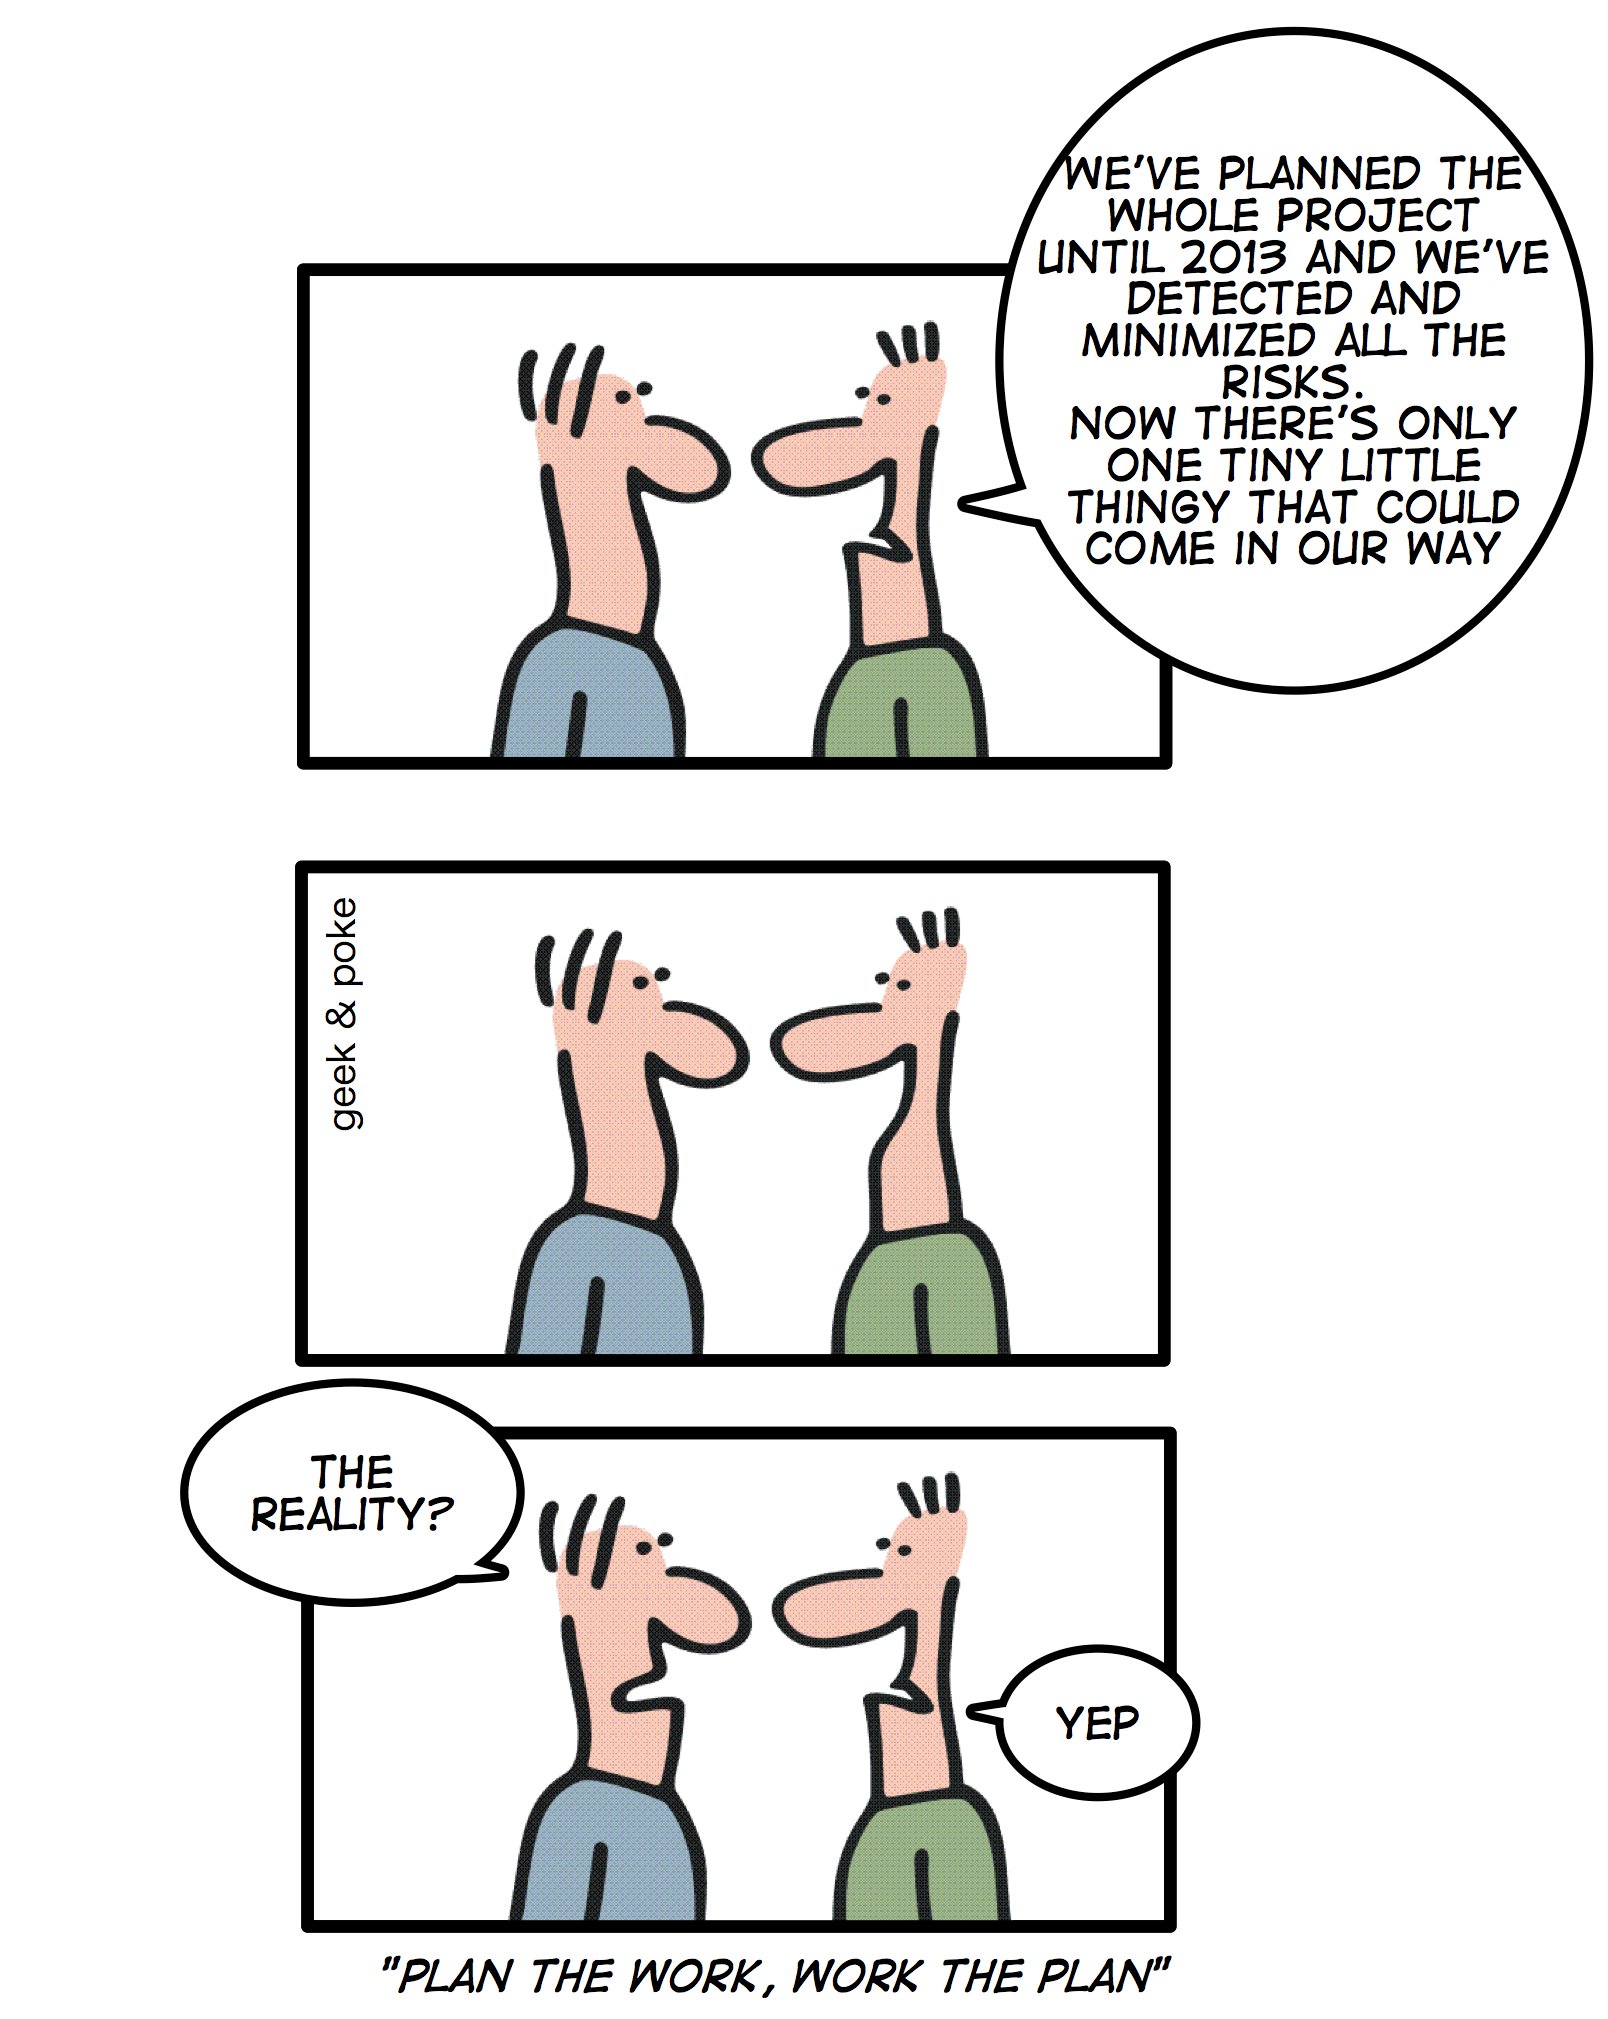 WE'VE PLANNED THE
WHOLE PROJECT
UNTIL 2013 AND WE'VE
DETECTED AND
MINIMIZED ALL THE
RISKS.
NOW THERE'S ONLY
ONE TINY LITTLE
THINGY THAT COULD
COME IN OUR WAY
geek & poke
THE
REALITY?
YEP
"PLAN THE WORK, WORK THE PLAN"